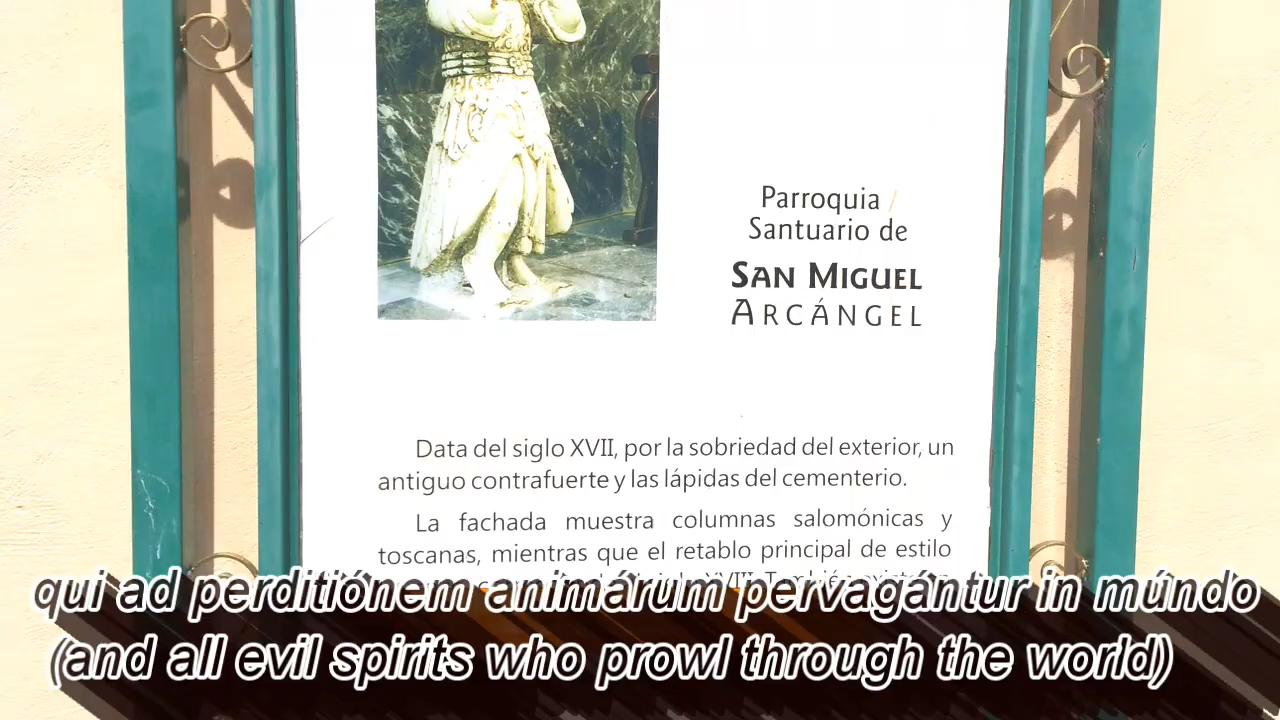 Parroquia /
Santuario de
SAN MIGUEL
ARCÁNGEL
Data del siglo XVII, por la sobriedad del exterior, un
antiguo contrafuerte y las lápidas del cementerio.
La fachada muestra columnas salomónicas y
toscanas, mientras que el retablo principal de estilo
XVIII. También
qui ad perditiónem animárum pervagántur in múndo
(and all evil spirits who prowl through the world)